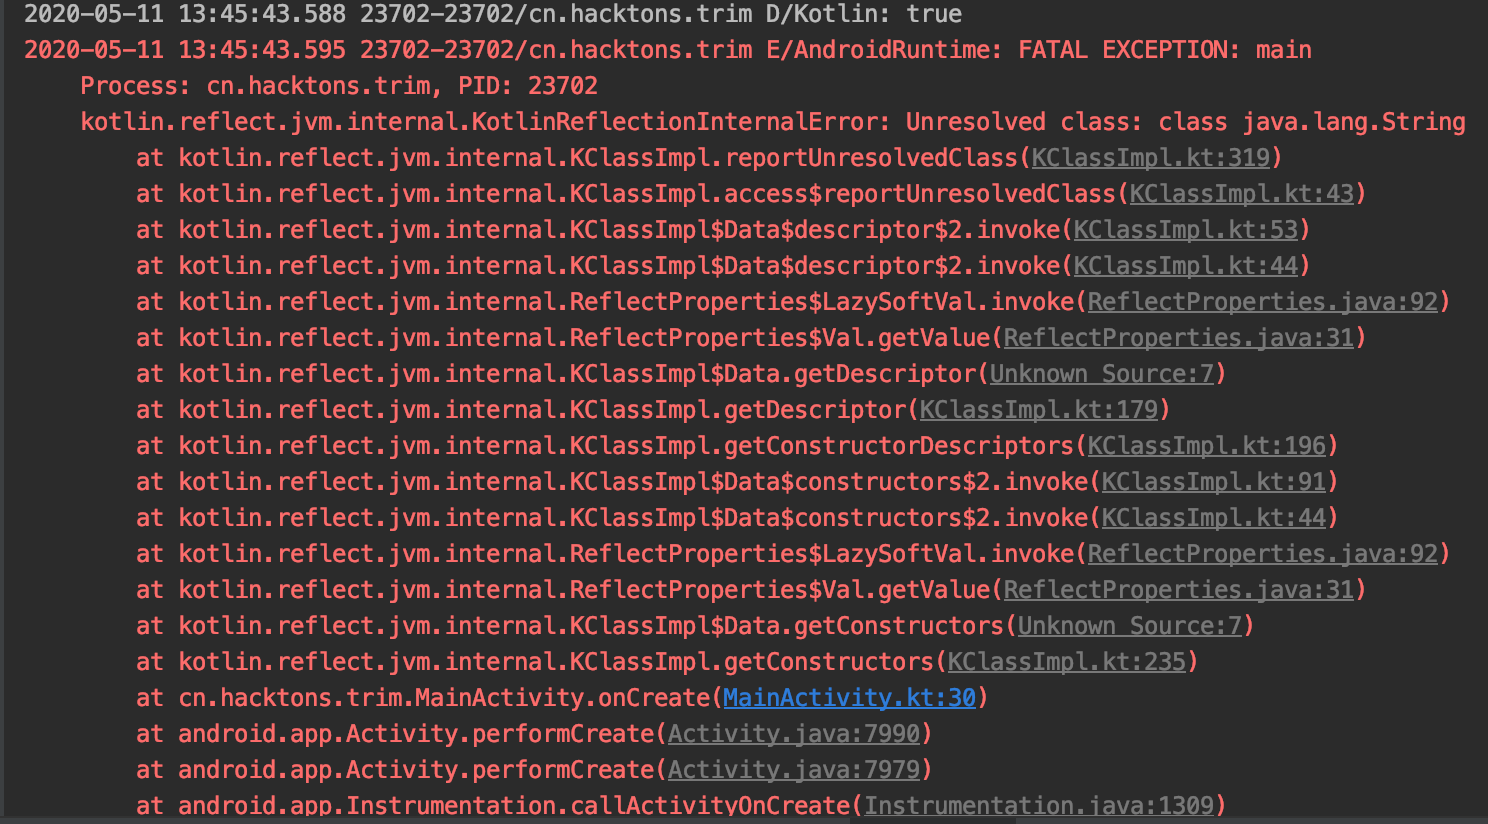 2020-05-11 13:45:43.588 23702-23702/cn.hacktons.trim D/Kotlin: true
2020-05-11 13:45:43.595 23702-23702/cn.hacktons.trim E/AndroidRuntime: FATAL EXCEPTION: main
Process: cn.hacktons.trim, PID: 23702
kotlin.reflect.jvm.internal.KotlinReflectionInternalError: Unresolved class: class java.lang.String
at kotlin.reflect.jvm.internal.KClassImpl.reportUnresolvedClass(KClassImpl.kt:319)
at kotlin.reflect.jvm.internal.KClassImpl.access$reportUnresolvedClass(KClassImpl.kt:43)
at kotlin.reflect.jvm.internal.KClassImpl$Data$descriptor$2.invoke(KClassImpl.kt:53)
at kotlin.reflect.jvm.internal.KClassImpl$Data$descriptor$2.invoke(KClassImpl.kt:44)
at kotlin.reflect.jvm.internal.ReflectProperties$LazySoftVal.invoke(ReflectProperties.java:92)
at kotlin.reflect.jvm.internal.ReflectProperties$Val.getValue(ReflectProperties.java:31)
at kotlin.reflect.jvm.internal.KClassImpl$Data.getDescriptor(Unknown Source:7)
at kotlin.reflect.jvm.internal.KClassImpl.getDescriptor(KClassImpl.kt:179)
at kotlin.reflect.jvm.internal.KClassImpl.getConstructorDescriptors(KClassImpl.kt:196)
at kotlin.reflect.jvm.internal.KClassImpl$Data$constructors$2.invoke(KClassImpl.kt:91)
at kotlin.reflect.jvm.internal.KClassImpl$Data$constructors$2.invoke(KClassImpl.kt:44)
at kotlin.reflect.jvm.internal.ReflectProperties$LazySoftVal.invoke(ReflectProperties.java:92)
at kotlin.reflect.jvm.internal.ReflectProperties$Val.getValue(ReflectProperties.java:31)
at kotlin.reflect.jvm.internal.KClassImpl$Data.getConstructors(Unknown Source:7)
at kotlin.reflect.jvm.internal.KClassImpl.getConstructors(KClassImpl.kt:235)
at cn.hacktons.trim.MainActivity.onCreate(MainActivity.kt:30)
at android.app.Activity.performCreate(Activity.java:7990)
at android.app.Activity.performCreate(Activity.java:7979)
at android.app.Instrumentation.callActivityOnCreate(Instrumentation.java:1309)